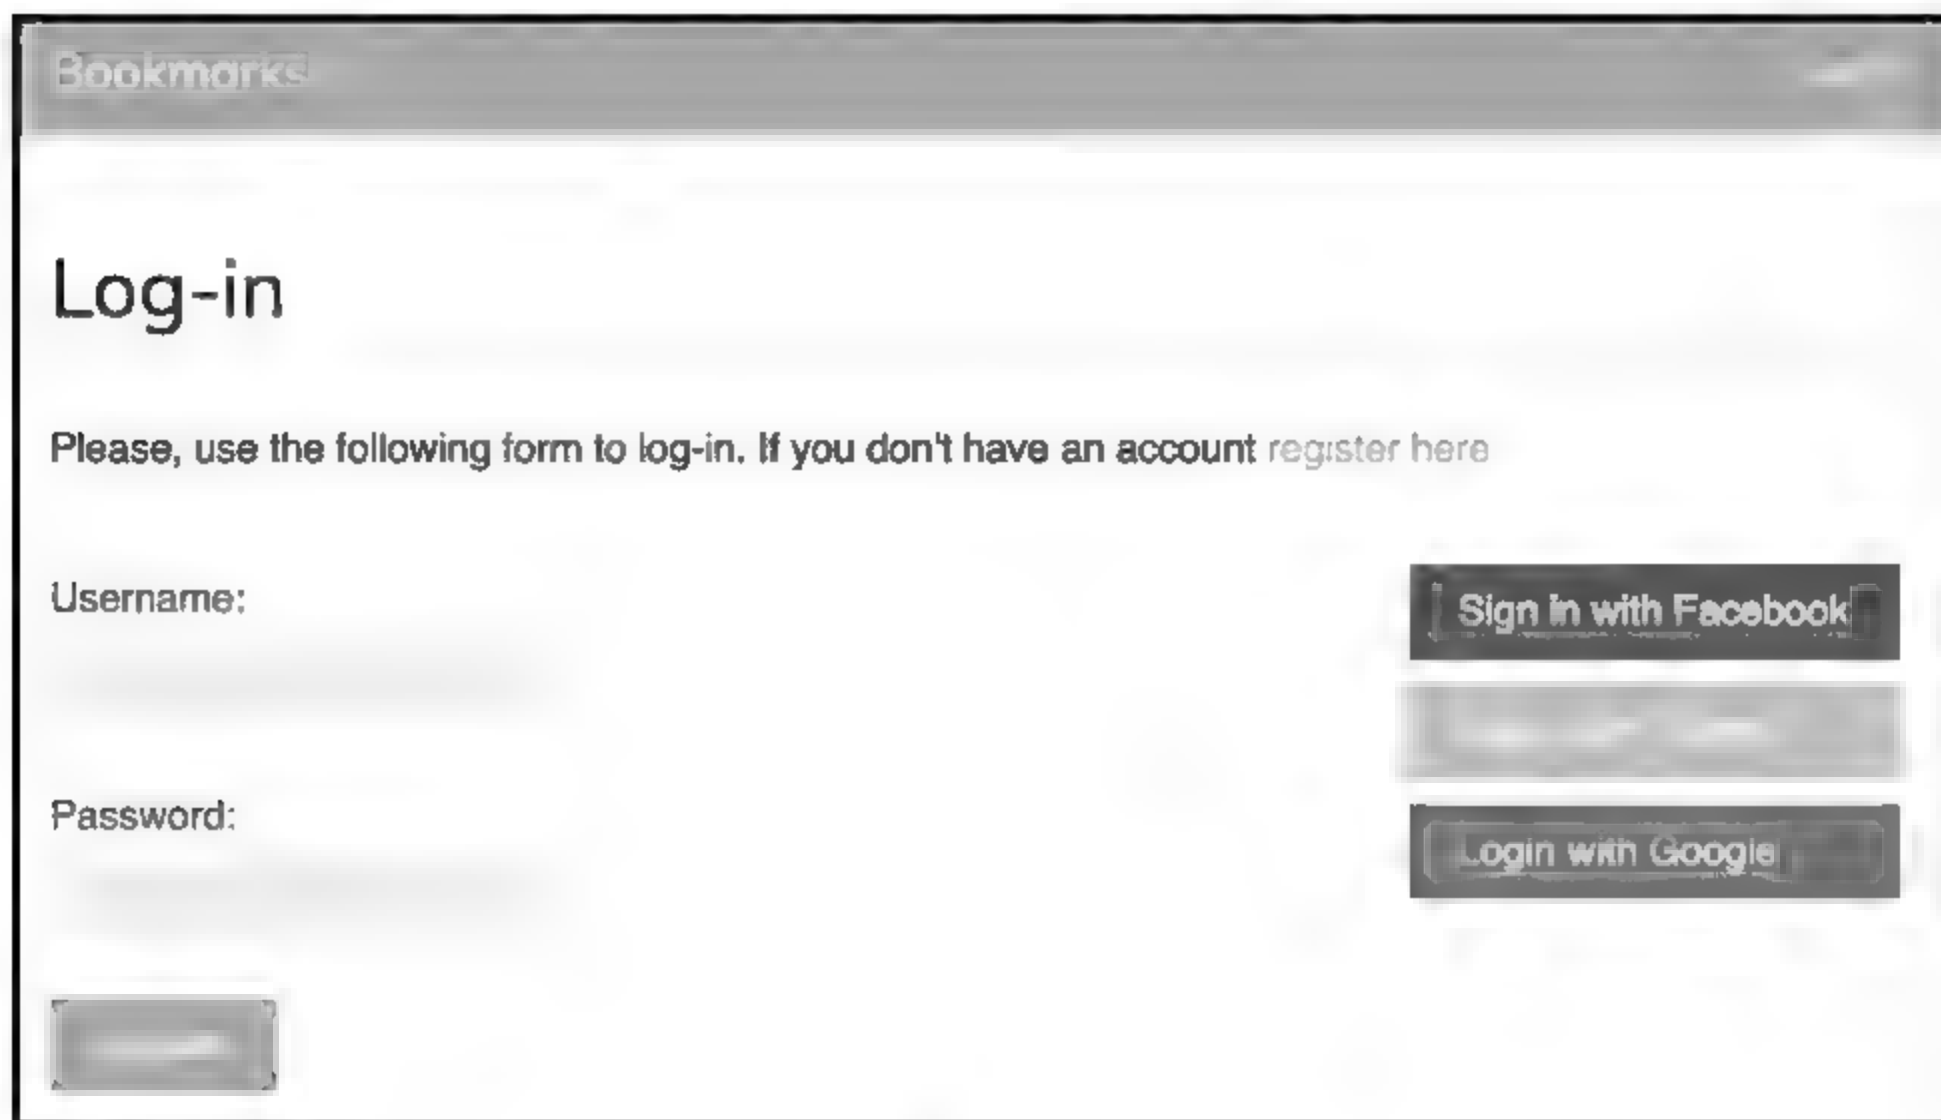 Bookmarks
Log-in
Please, use the following form to log-in. If you don't have an account register here
Username:
Sign in with Facebook
Password:
Login with Google